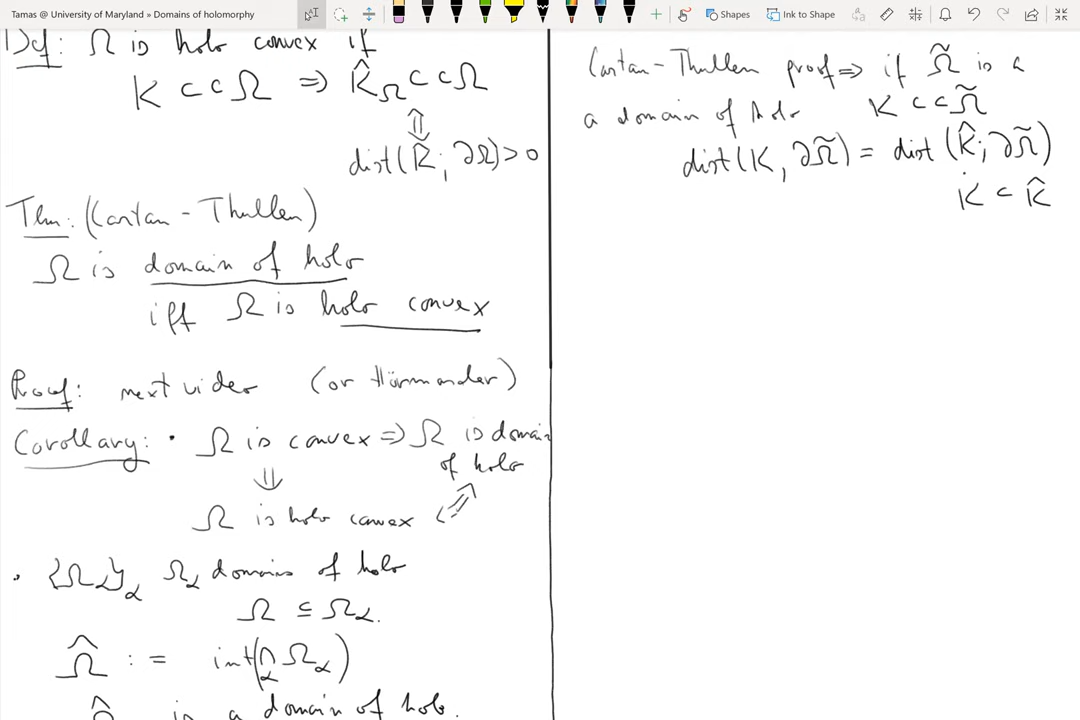 Tamas @ University of Maryland » Domains of holomorphy
Shapes
Ink to Shape
Def: Ω is holo convex if
K ⊂⊂ Ω ⇒ K̂_Ω ⊂⊂ Ω
⇕
dist(K̂; ∂Ω) > 0
Thm: (Cartan - Thullen)
Ω is domain of holo
iff Ω is holo convex
Proof: next video (or Hörmander)
Corollary: • Ω is convex ⇒ Ω is domain
of holo
⇓
Ω is holo convex ⇔
• {Ω_α}_α Ω_α domains of holo
Ω ⊆ Ω_α.
Ω̂ := int(∩_α Ω_α)
is a domain of holo.
Cartan - Thullen proof ⇒ if Ω̃ is a
a domain of holo K ⊂⊂ Ω̃
dist(K, ∂Ω̃) = dist(K̂; ∂Ω̃)
K ⊂ K̂